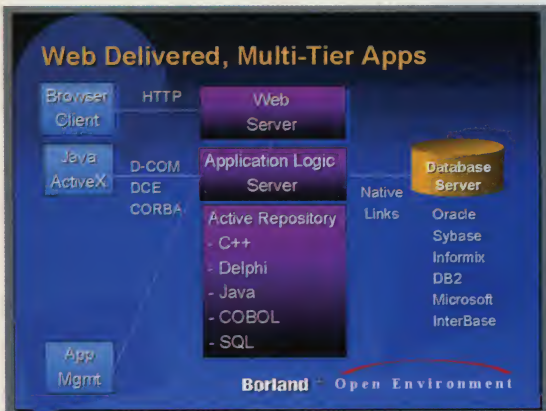 Web Delivered, Multi-Tier Apps
Browser
Client
HTTP
Web
Server
Java
ActiveX
D-COM
DCE
CORBA
Application Logic
Server
Native
Links
Database
Server
Active Repository
- C++
- Delphi
- Java
- COBOL
- SQL
Oracle
Sybase
Informix
DB2
Microsoft
InterBase
App
Mgmt
Borland
Open Environment